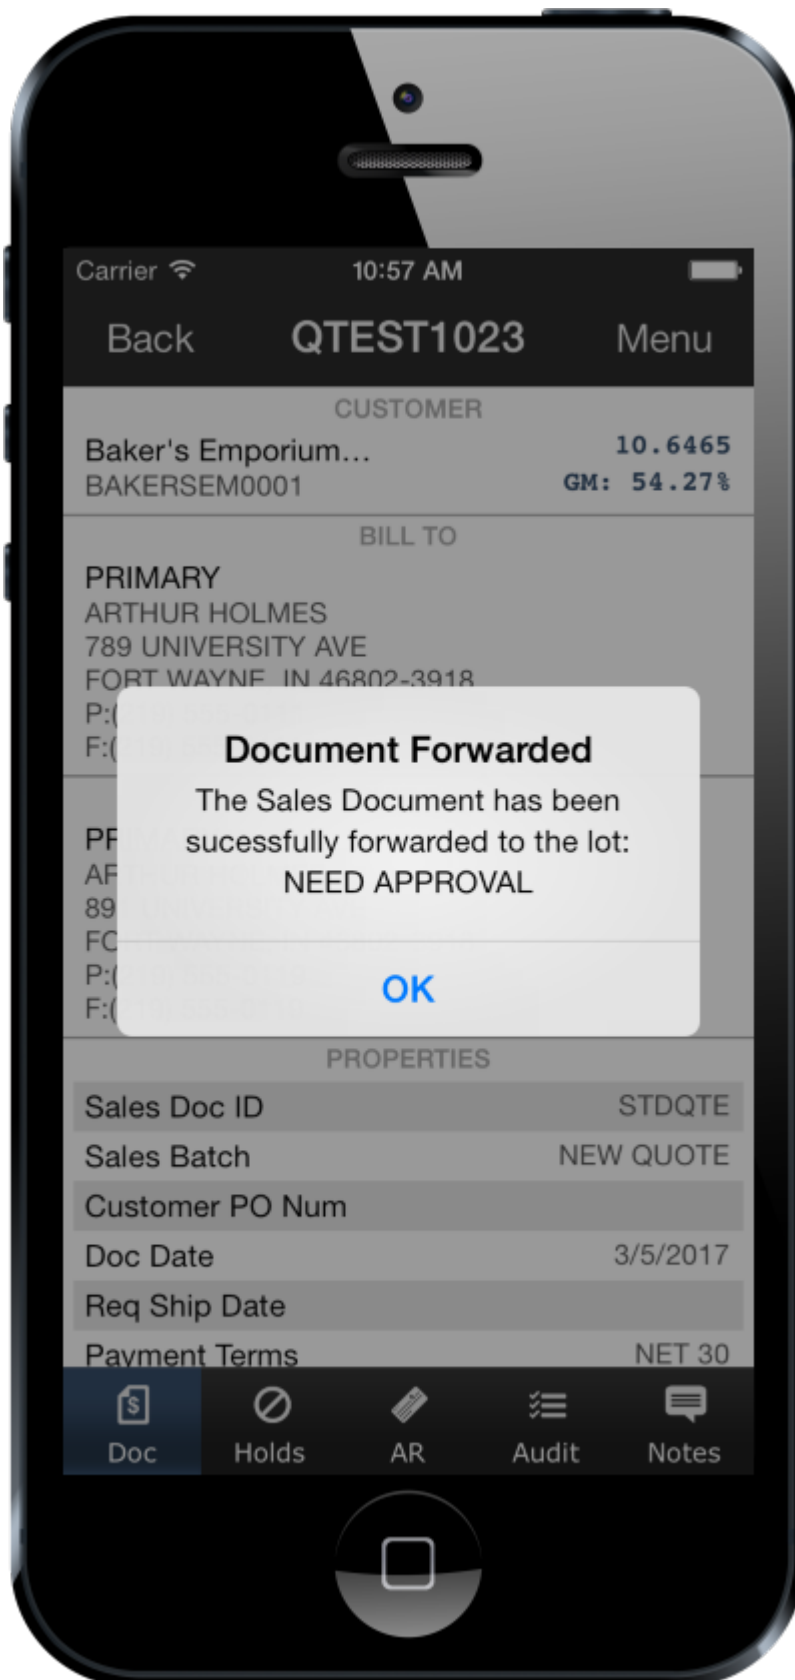 Carrier 10:57 AM
Back QTEST1023 Menu
CUSTOMER
Baker's Emporium... 10.6465
BAKERSEM0001 GM: 54.27%
BILL TO
PRIMARY
ARTHUR HOLMES
789 UNIVERSITY AVE
FORT WAYNE, IN 46802-3918
P:(
F:(
Document Forwarded
The Sales Document has been
sucessfully forwarded to the lot:
NEED APPROVAL
OK
P:(
F:(
PROPERTIES
Sales Doc ID STDQTE
Sales Batch NEW QUOTE
Customer PO Num
Doc Date 3/5/2017
Req Ship Date
Payment Terms NET 30
Doc Holds AR Audit Notes